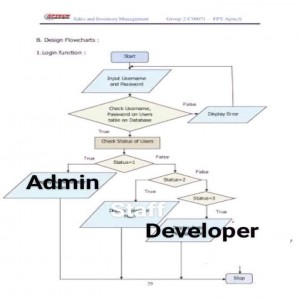 Sales and Inventory Management Group 2-C00071 - FPT-Aptech
B. Design Flowcharts :
1.Login function :
Start
Input Username
and Password
Check Username,
Password on Users
table on Database
False
Display Error
True
Check Status of Users
True
False
Status=1
Admin
Status=2
False
True
Staff
Status=3
True
Developer
Stop